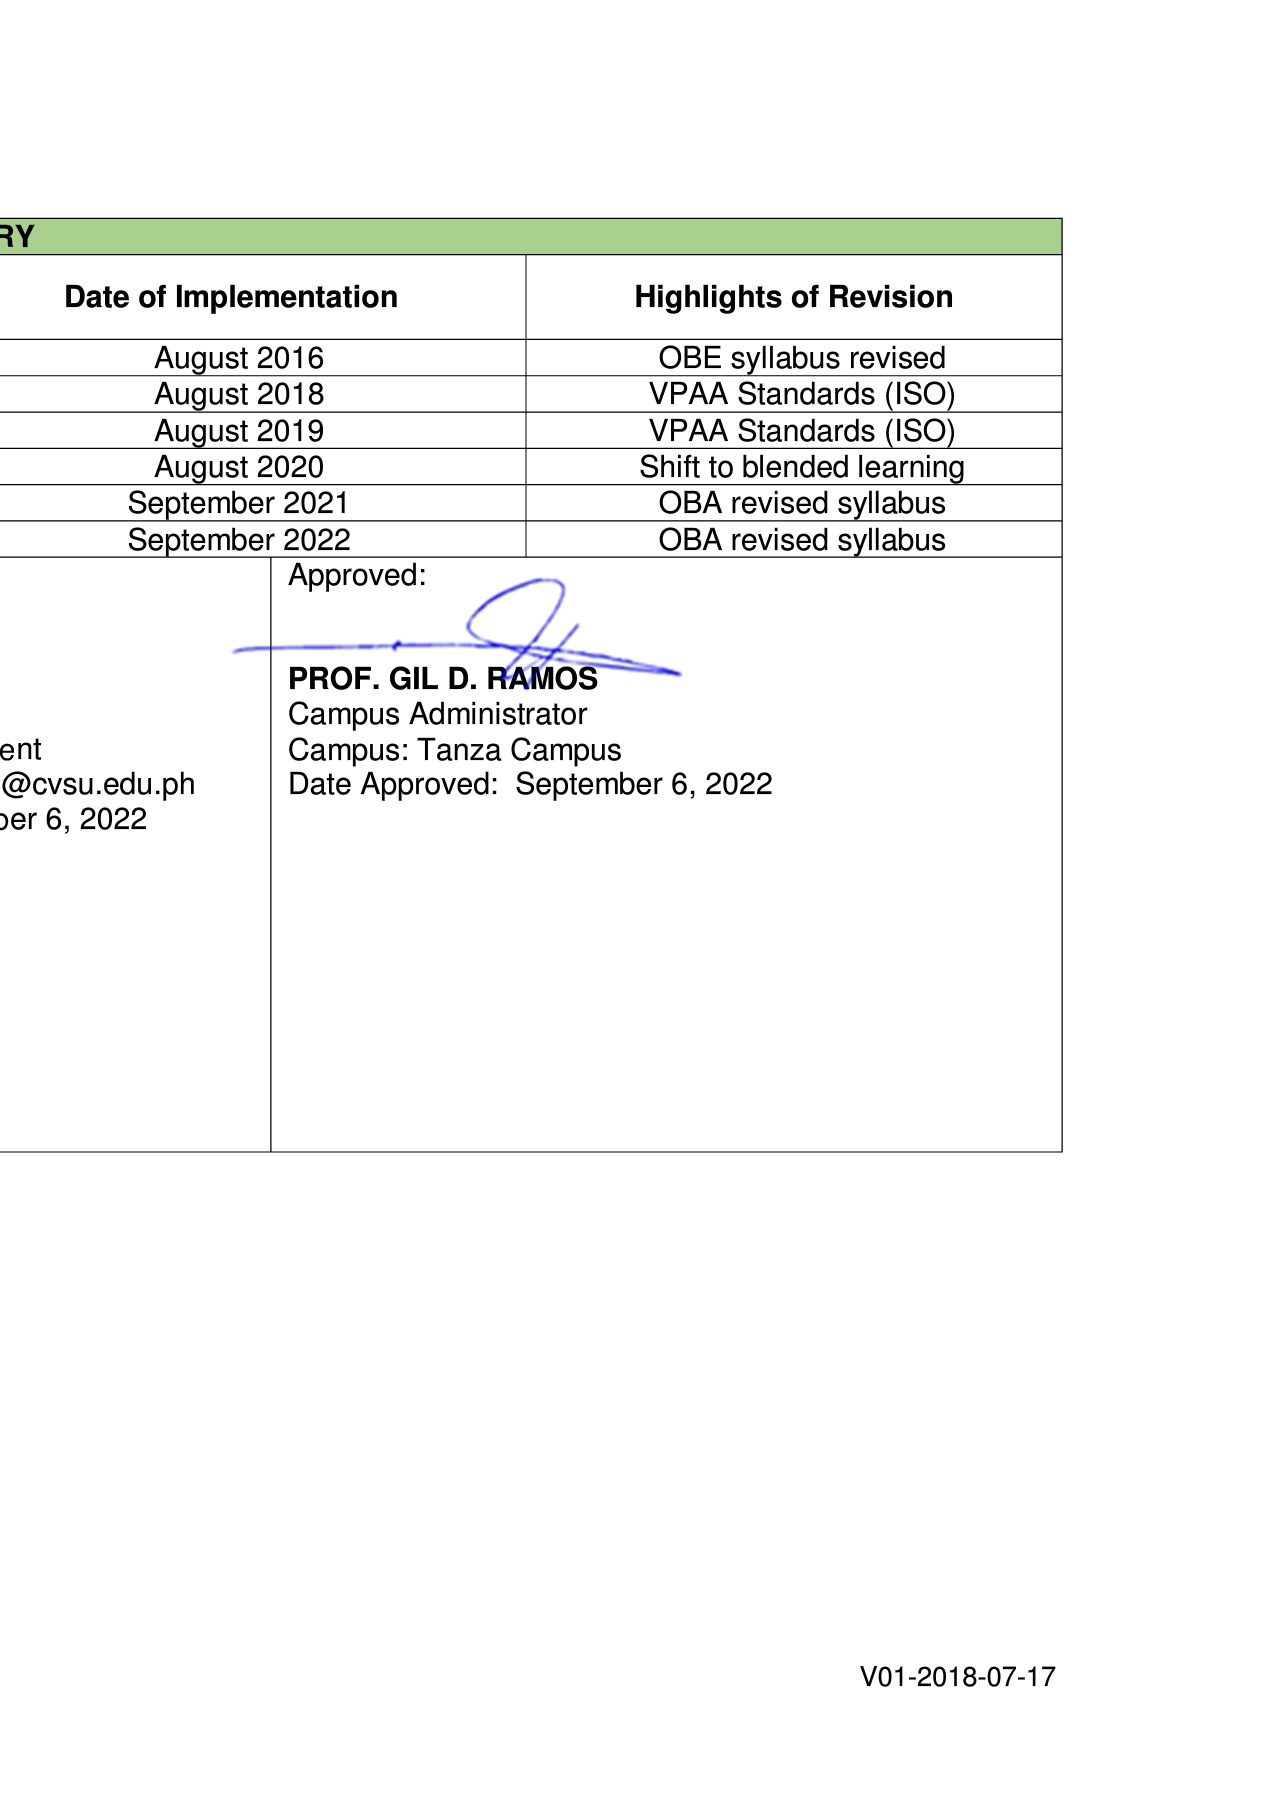 RY
Date of Implementation Highlights of Revision
August 2016 OBE syllabus revised
August 2018 VPAA Standards (ISO)
August 2019 VPAA Standards (ISO)
August 2020 Shift to blended learning
September 2021 OBA revised syllabus
September 2022 OBA revised syllabus
Approved:
PROF. GIL D. RAMOS
Campus Administrator
ent Campus: Tanza Campus
@cvsu.edu.ph Date Approved: September 6, 2022
ber 6, 2022
V01-2018-07-17